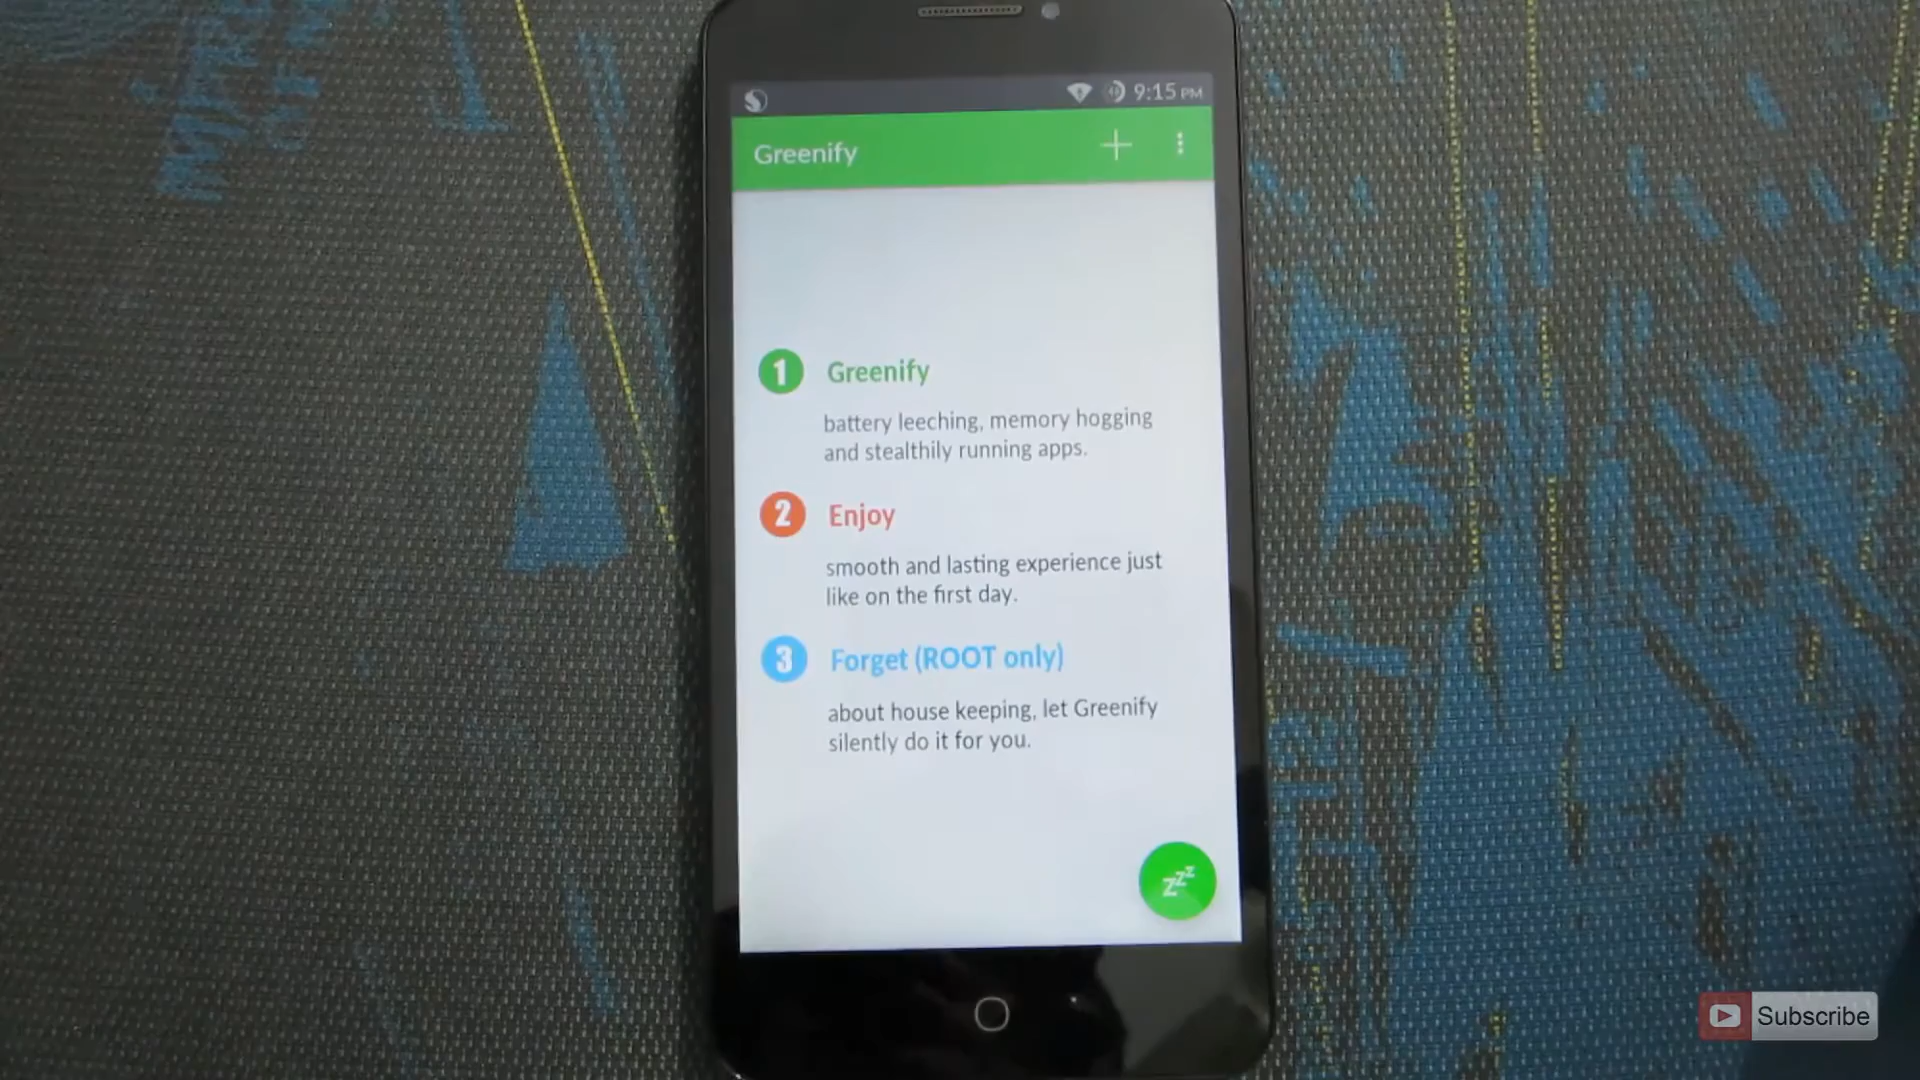 9:15 PM
Greenify
1 Greenify
battery leeching, memory hogging
and stealthily running apps.
2 Enjoy
smooth and lasting experience just
like on the first day.
3 Forget (ROOT only)
about house keeping, let Greenify
silently do it for you.
zzz
Subscribe